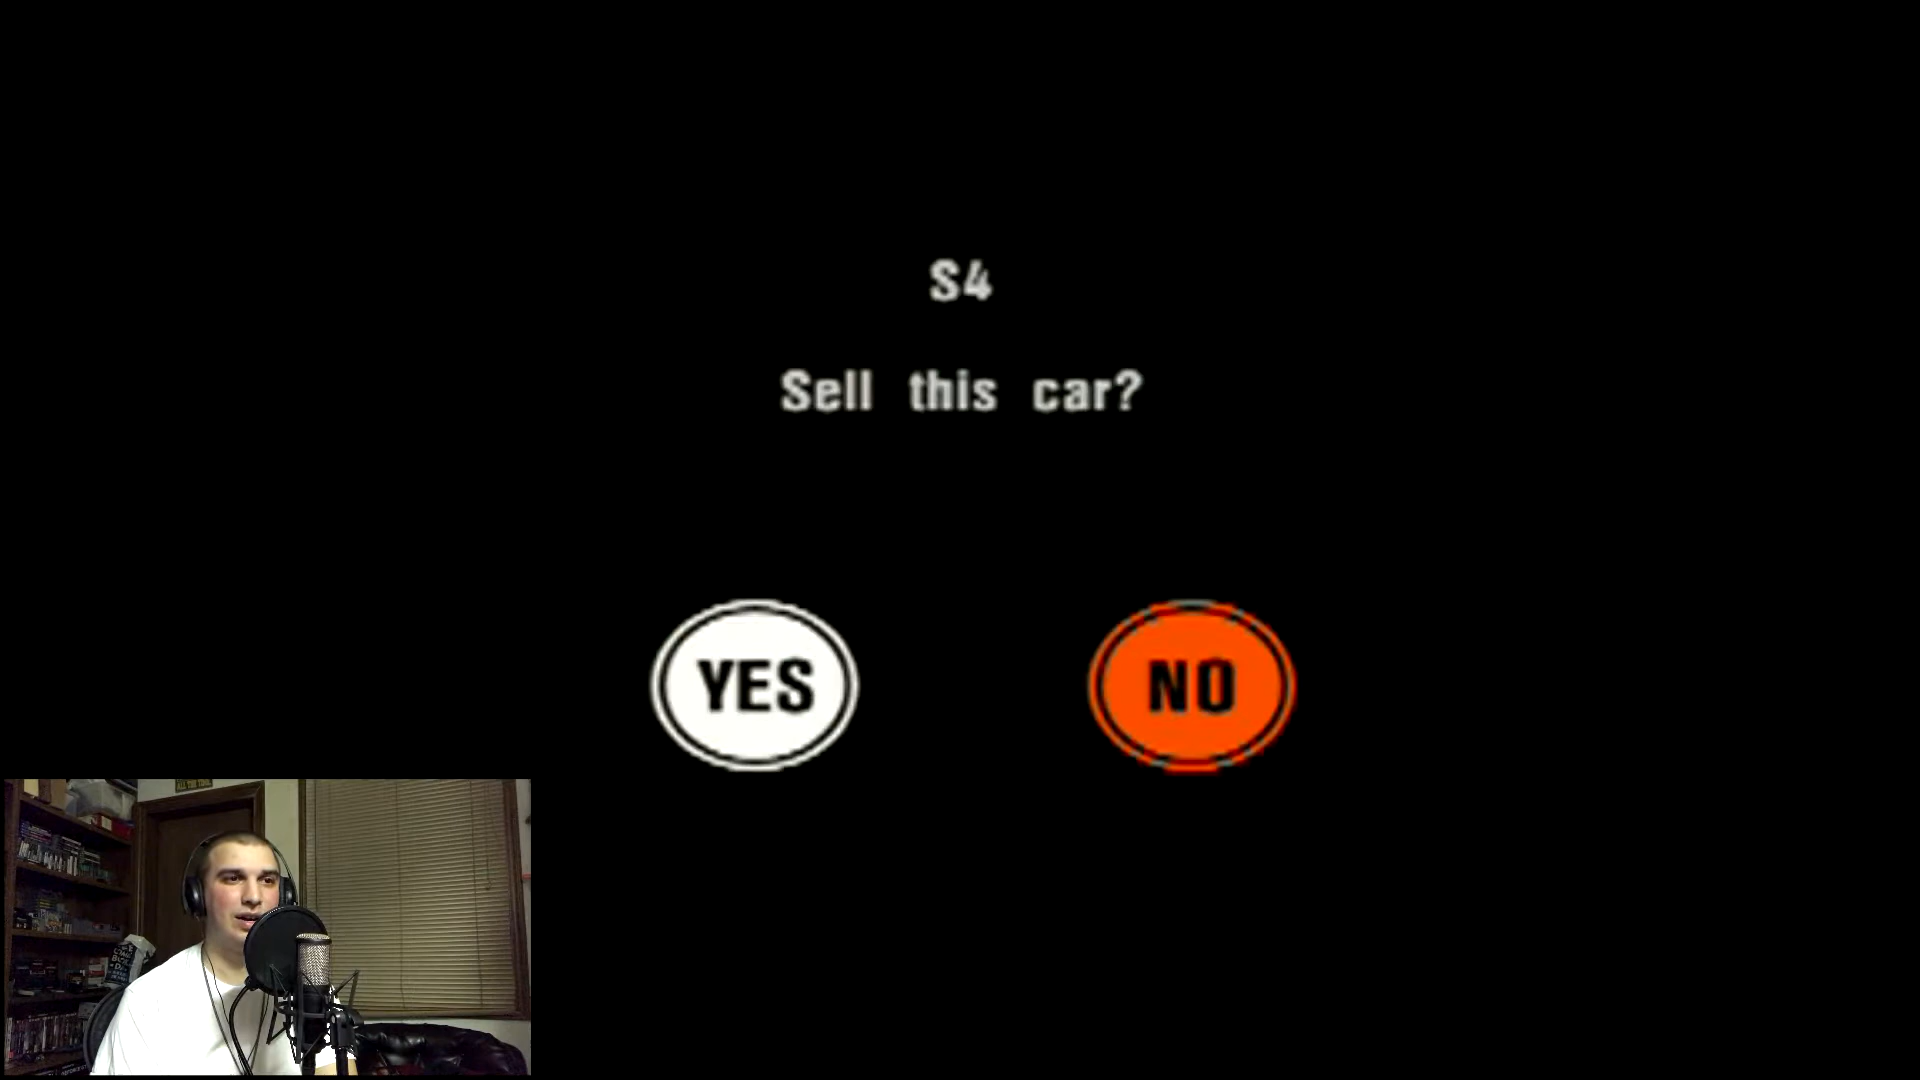 S4
Sell this car?
YES
NO